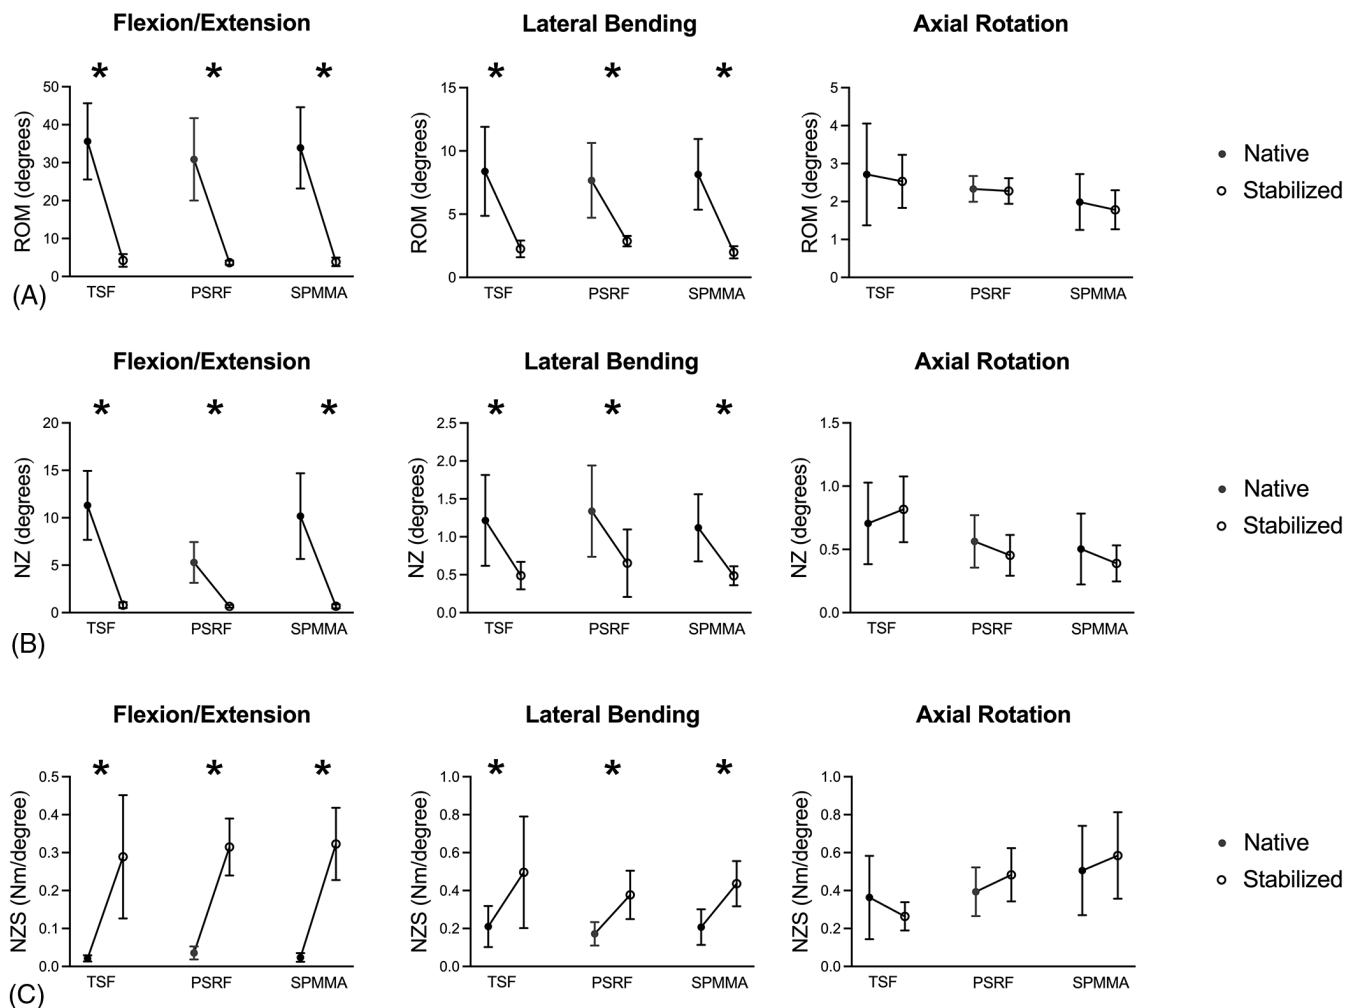 Flexion/Extension Lateral Bending Axial Rotation
* * * * * *
ROM (degrees) 50 40 30 20 10 0 TSF PSRF SPMMA
ROM (degrees) 15 10 5 0 TSF PSRF SPMMA
ROM (degrees) 5 4 3 2 1 0 TSF PSRF SPMMA
Native
Stabilized
(A)
Flexion/Extension Lateral Bending Axial Rotation
* * * * * *
NZ (degrees) 20 15 10 5 0 TSF PSRF SPMMA
NZ (degrees) 2.5 2.0 1.5 1.0 0.5 0.0 TSF PSRF SPMMA
NZ (degrees) 1.5 1.0 0.5 0.0 TSF PSRF SPMMA
Native
Stabilized
(B)
Flexion/Extension Lateral Bending Axial Rotation
* * * * * *
NZS (Nm/degree) 0.5 0.4 0.3 0.2 0.1 0.0 TSF PSRF SPMMA
NZS (Nm/degree) 1.0 0.8 0.6 0.4 0.2 0.0 TSF PSRF SPMMA
NZS (Nm/degree) 1.0 0.8 0.6 0.4 0.2 0.0 TSF PSRF SPMMA
Native
Stabilized
(C)